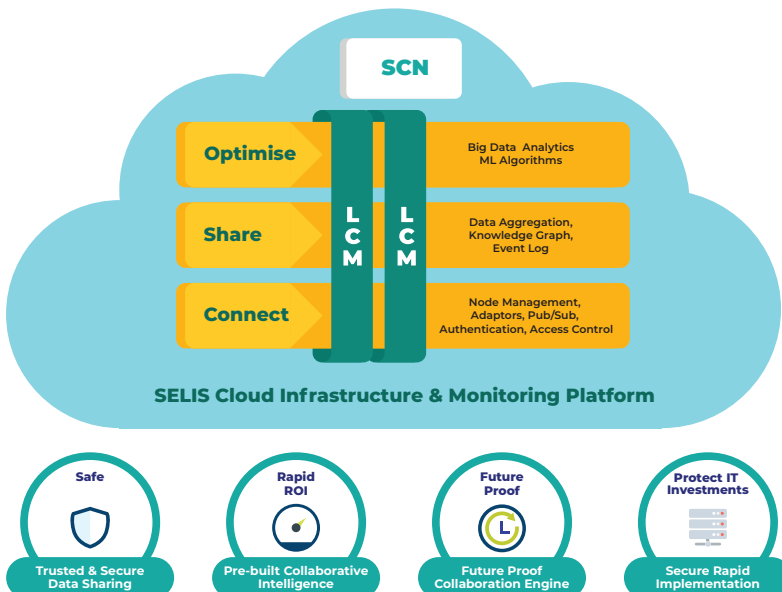 SCN
Optimise
Big Data Analytics
ML Algorithms
Share
Data Aggregation,
Knowledge Graph,
Event Log
Connect
Node Management,
Adaptors, Pub/Sub,
Authentication, Access Control
LCM
LCM
SELIS Cloud Infrastructure & Monitoring Platform
Safe
Trusted & Secure
Data Sharing
Rapid
ROI
Pre-built Collaborative
Intelligence
Future
Proof
Future Proof
Collaboration Engine
Protect IT
Investments
Secure Rapid
Implementation